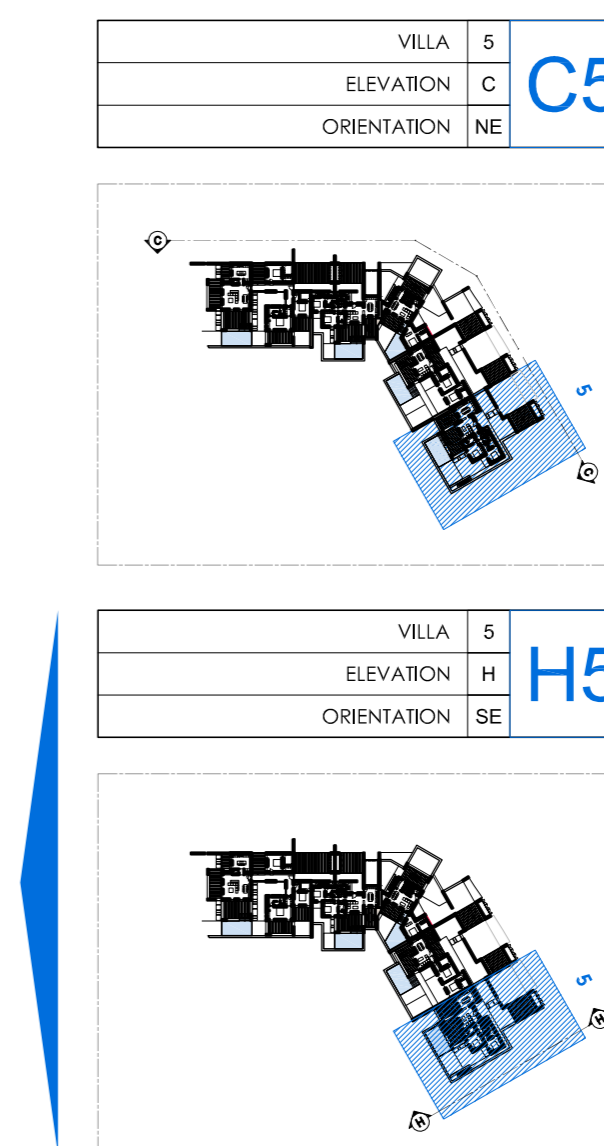 VILLA 5
ELEVATION C
ORIENTATION NE
C5
C
5
C
VILLA 5
ELEVATION H
ORIENTATION SE
H5
5
H
H